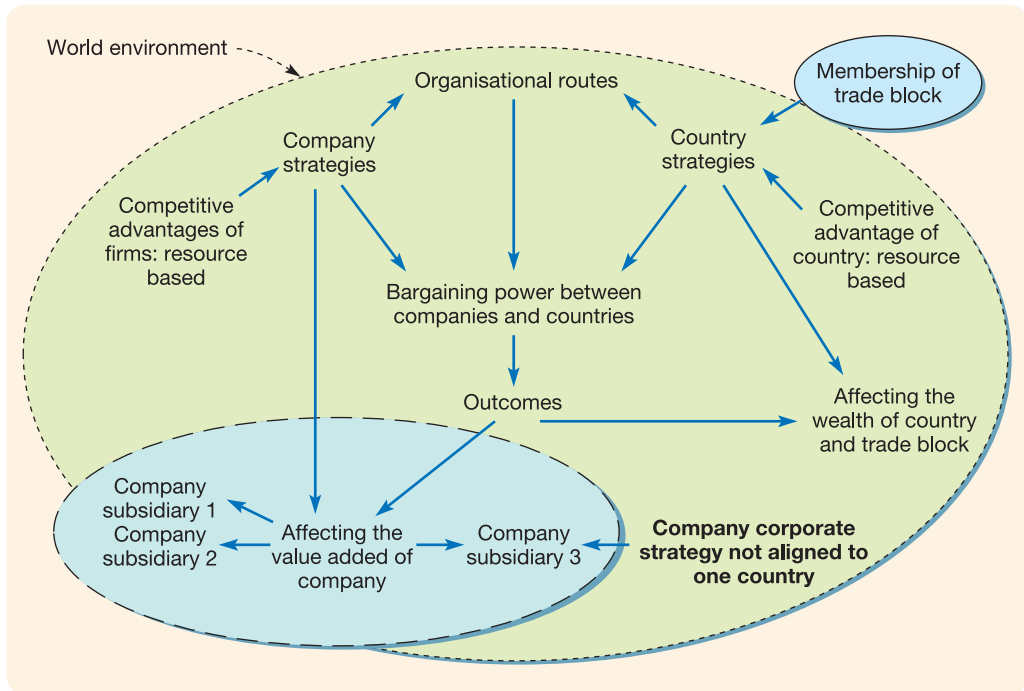 World environment
Organisational routes
Membership of
trade block
Company
strategies
Country
strategies
Competitive
advantages of
firms: resource
based
Competitive
advantage of
country: resource
based
Bargaining power between
companies and countries
Outcomes
Affecting the
wealth of country
and trade block
Company
subsidiary 1
Company
subsidiary 2
Affecting the
value added of
company
Company
subsidiary 3
Company corporate
strategy not aligned to
one country